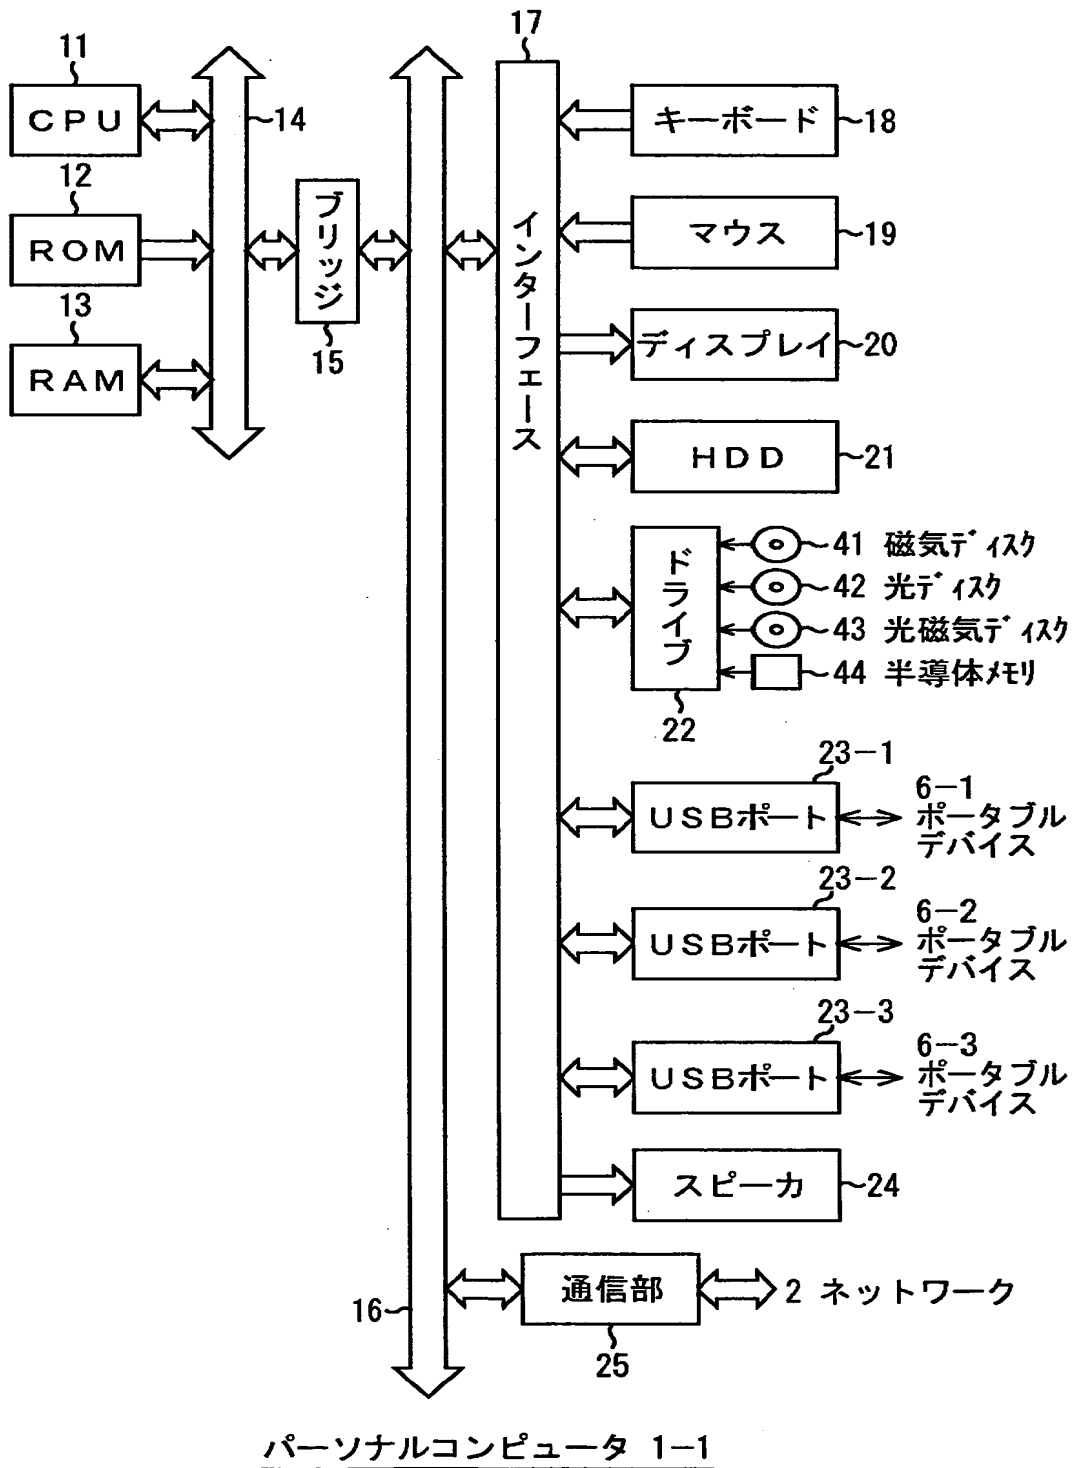 11
CPU
14
12
ROM
13
RAM
ブリッジ
15
16
17
インターフェース
キーボード
18
マウス
19
ディスプレイ
20
HDD
21
ドライブ
22
41 磁気ディスク
42 光ディスク
43 光磁気ディスク
44 半導体メモリ
23-1
USBポート
6-1
ポータブル
デバイス
23-2
USBポート
6-2
ポータブル
デバイス
23-3
USBポート
6-3
ポータブル
デバイス
スピーカ
24
通信部
25
2 ネットワーク
パーソナルコンピュータ 1-1